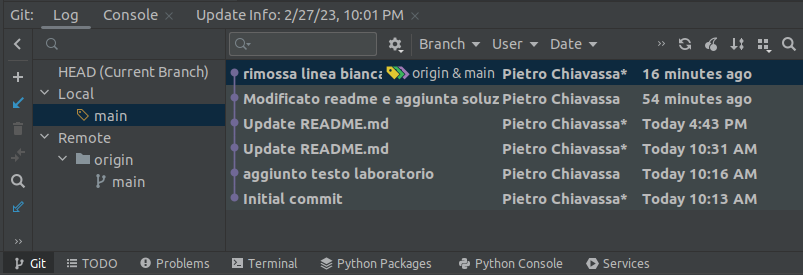 Git: Log Console Update Info: 2/27/23, 10:01 PM
Branch User Date
HEAD (Current Branch)
Local
main
Remote
origin
main
rimossa linea bianca origin & main Pietro Chiavassa* 16 minutes ago
Modificato readme e aggiunta soluz Pietro Chiavassa 54 minutes ago
Update README.md Pietro Chiavassa* Today 4:43 PM
Update README.md Pietro Chiavassa* Today 10:31 AM
aggiunto testo laboratorio Pietro Chiavassa Today 10:16 AM
Initial commit Pietro Chiavassa* Today 10:13 AM
Git TODO Problems Terminal Python Packages Python Console Services